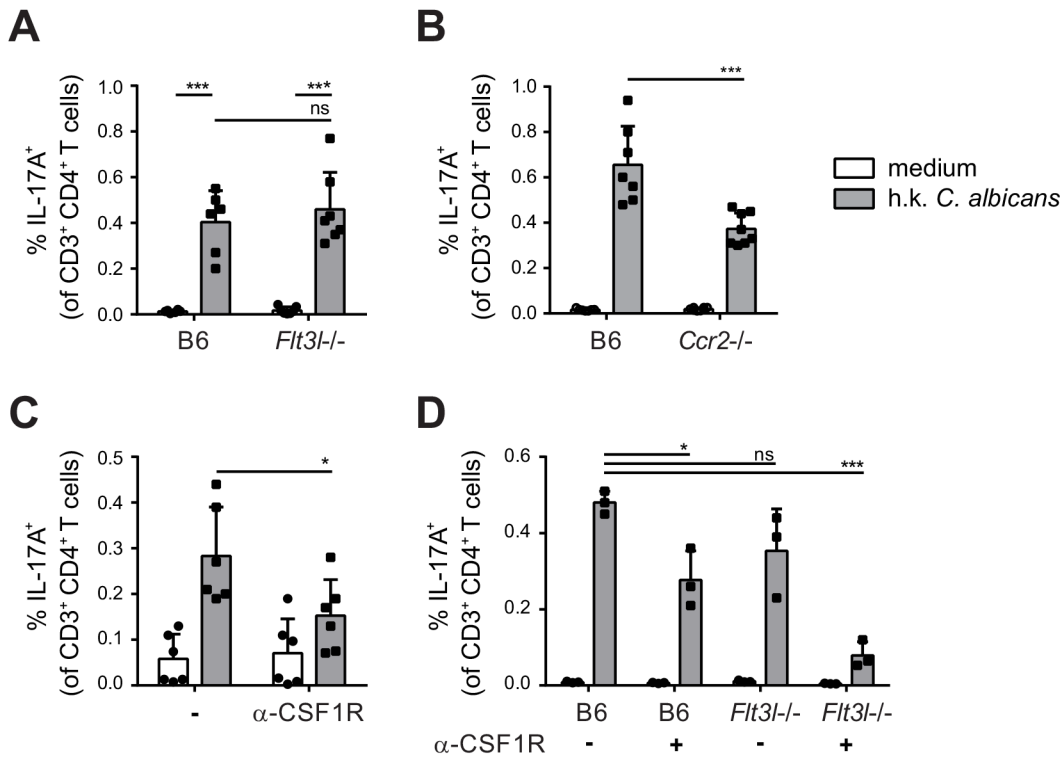 A
% IL-17A⁺
(of CD3⁺ CD4⁺ T cells)
1.0
0.8
0.6
0.4
0.2
0.0
***
***
ns
B6
Flt3l-/-
B
% IL-17A⁺
(of CD3⁺ CD4⁺ T cells)
1.0
0.8
0.6
0.4
0.2
0.0
***
B6
Ccr2-/-
medium
h.k. C. albicans
C
% IL-17A⁺
(of CD3⁺ CD4⁺ T cells)
0.5
0.4
0.3
0.2
0.1
0.0
*
-
α-CSF1R
D
% IL-17A⁺
(of CD3⁺ CD4⁺ T cells)
0.6
0.4
0.2
0.0
*
ns
***
B6 B6 Flt3l-/- Flt3l-/-
α-CSF1R - + - +